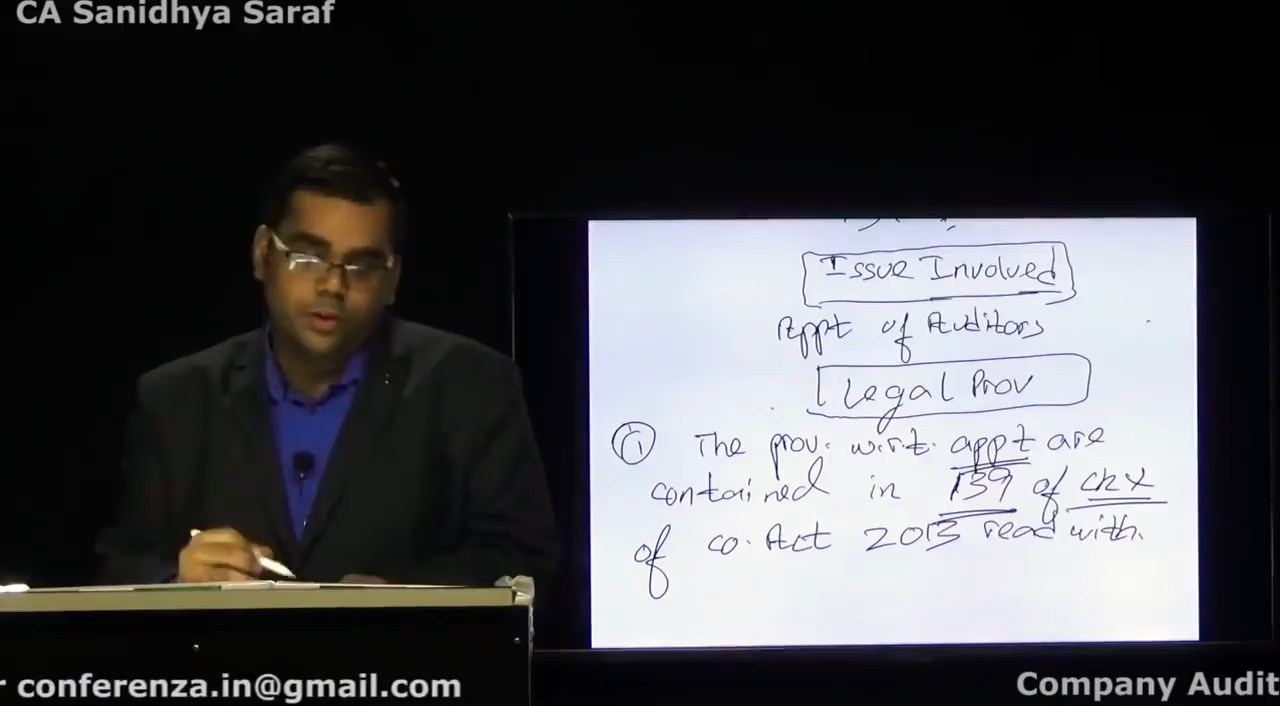 CA Sanidhya Saraf
Issue Involved
Appt of Auditors
Legal Prov
① The prov. w.r.t. appt are
contained in 139 of ch X
of co. Act 2013 read with
r conferenza.in@gmail.com
Company Audit